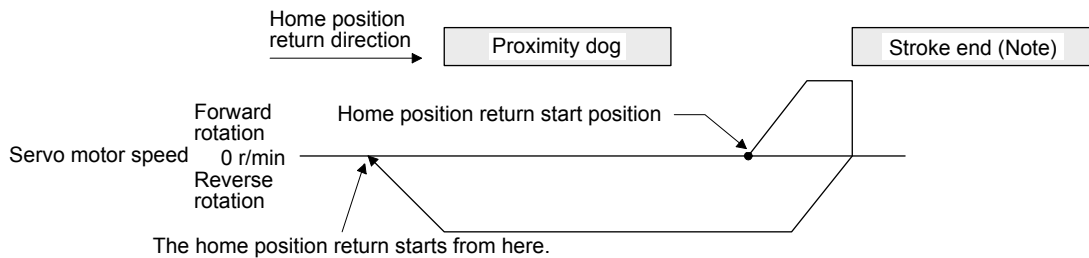 Home position
return direction
Proximity dog
Stroke end (Note)
Forward
rotation
Home position return start position
Servo motor speed
0 r/min
Reverse
rotation
The home position return starts from here.